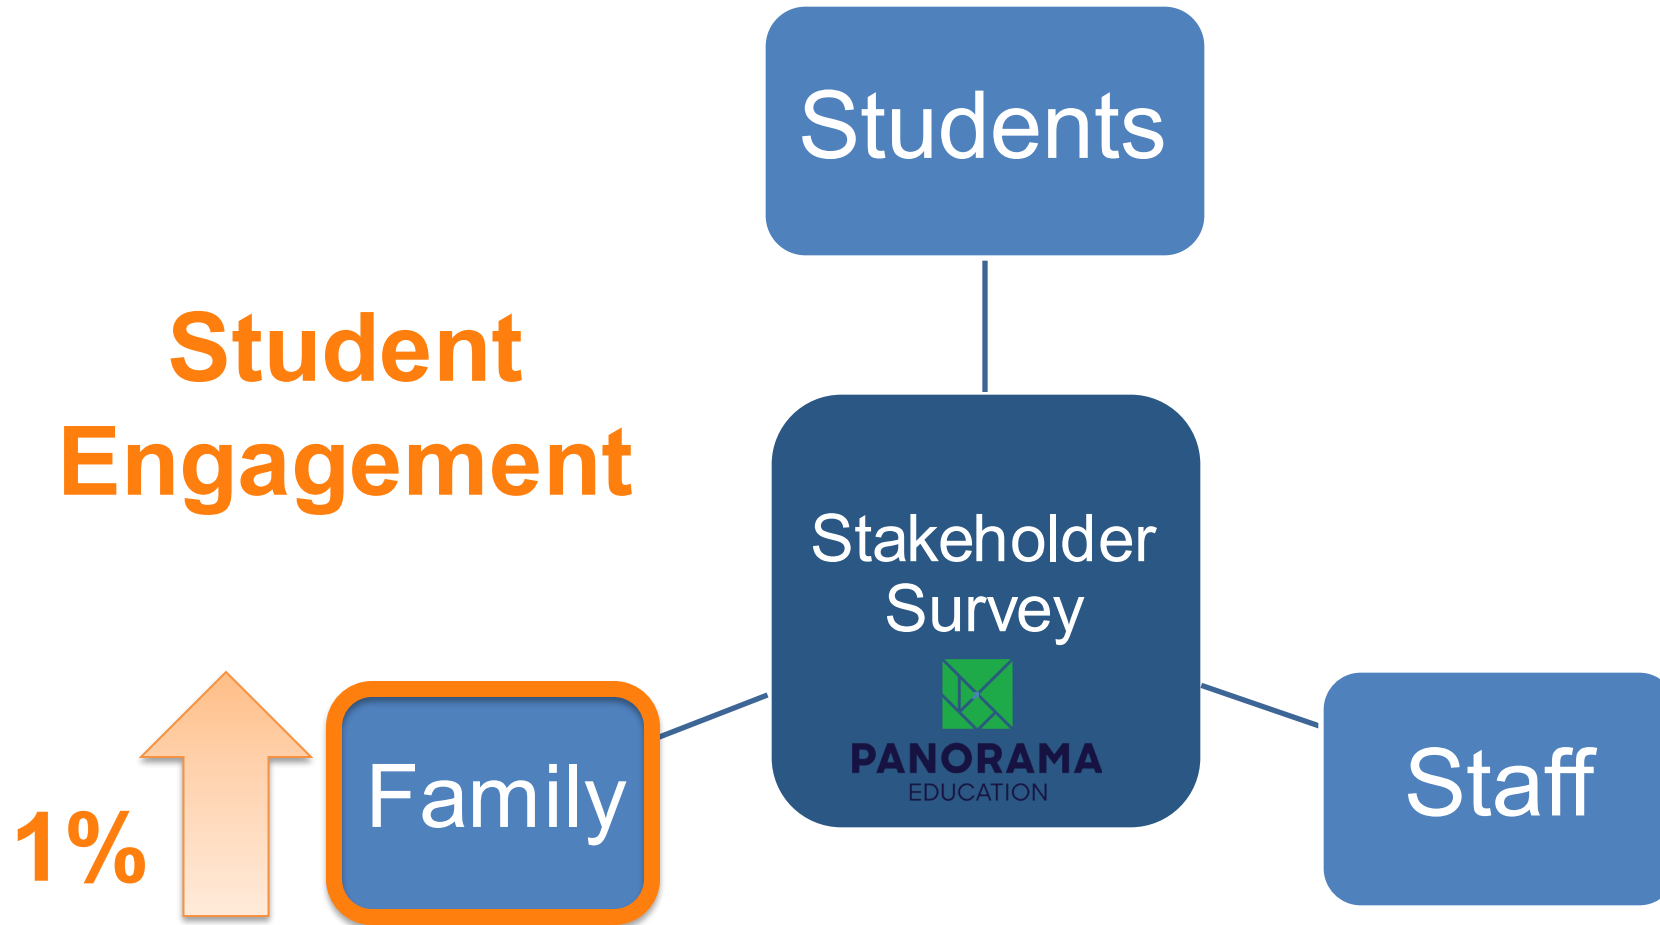 Students
Student
Engagement
Stakeholder
Survey
PANORAMA
EDUCATION
1%
Family
Staff